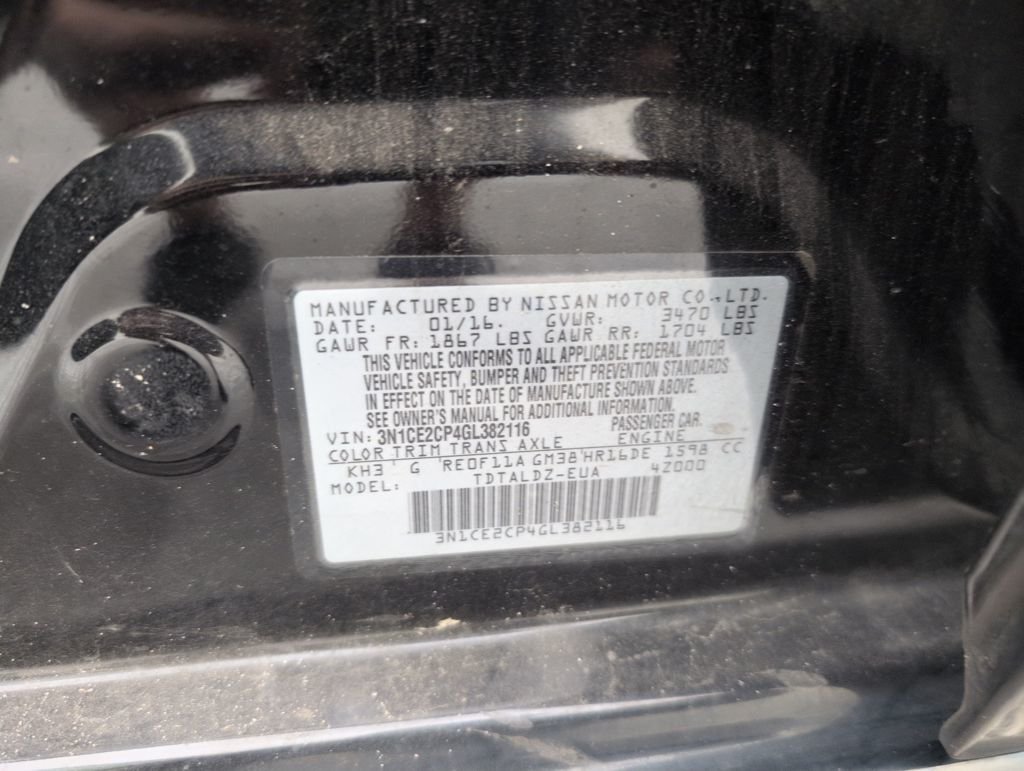 MANUFACTURED BY NISSAN MOTOR CO.,LTD.
DATE: 01/16. GVWR: 3470 LBS
GAWR FR: 1867 LBS GAWR RR: 1704 LBS
THIS VEHICLE CONFORMS TO ALL APPLICABLE FEDERAL MOTOR
VEHICLE SAFETY, BUMPER AND THEFT PREVENTION STANDARDS
IN EFFECT ON THE DATE OF MANUFACTURE SHOWN ABOVE.
SEE OWNER'S MANUAL FOR ADDITIONAL INFORMATION.
VIN: 3N1CE2CP4GL382116 PASSENGER CAR
COLOR TRIM TRANS AXLE ENGINE
KH3 G RE0F11A GM38 HR16DE 1598 CC
MODEL: TDTALDZ-EUA 4Z000
3N1CE2CP4GL382116